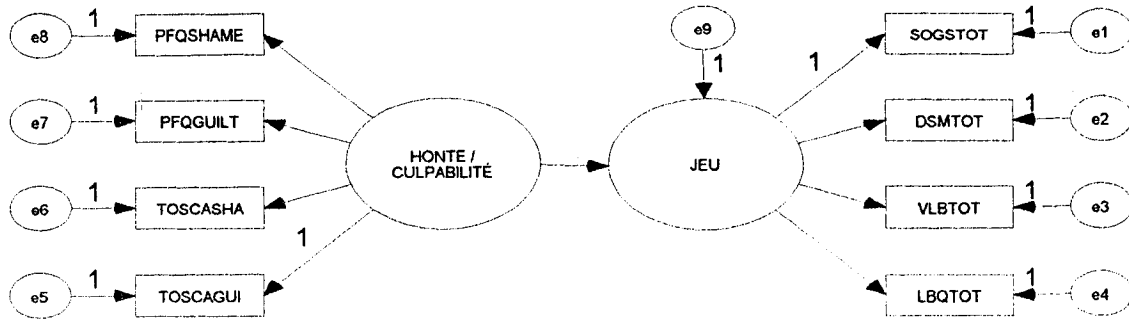 e8 1 PFQSHAME
e9
1
1 SOGSTOT 1 e1
e7 1 PFQGUILT
DSMTOT 1 e2
HONTE /
CULPABILITÉ
JEU
e6 1 TOSCASHA
1
VLBTOT 1 e3
e5 1 TOSCAGUI
LBQTOT 1 e4